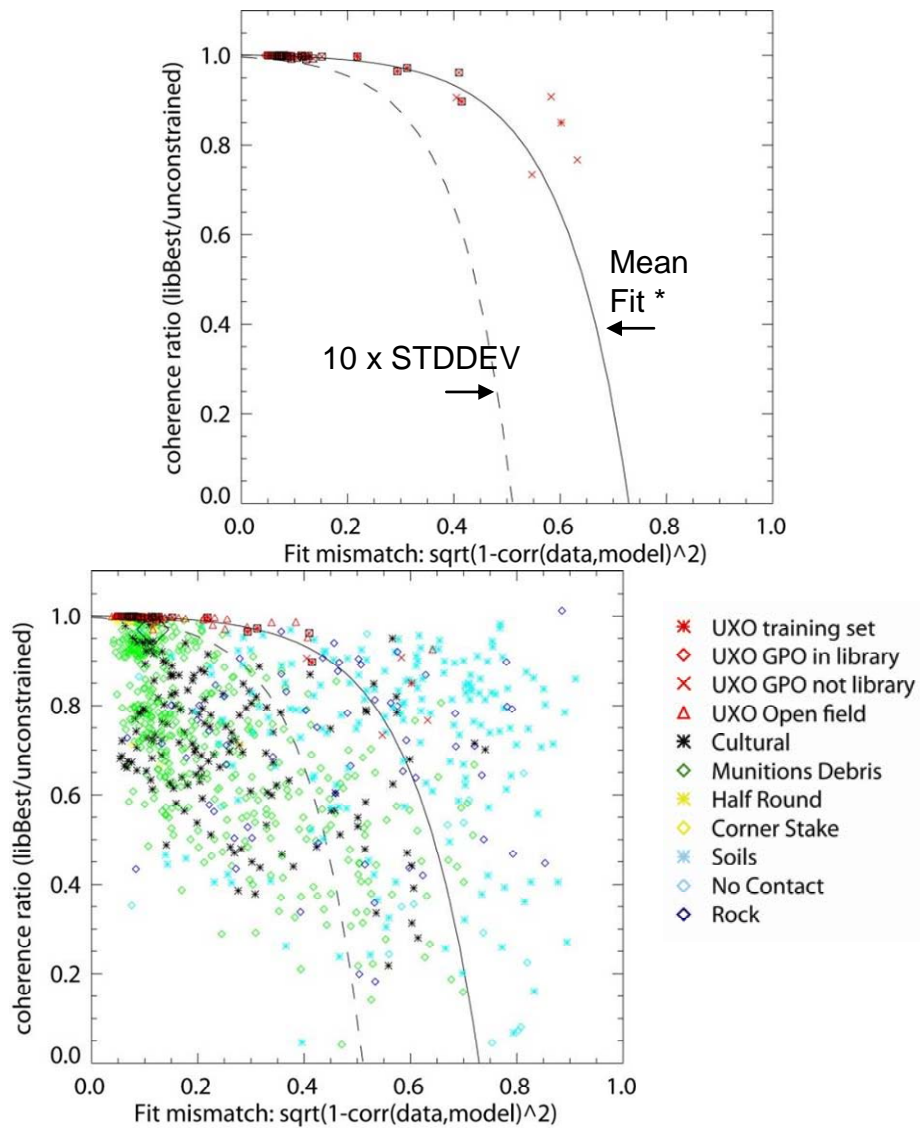 1.0
0.8
0.6
0.4
0.2
0.0
coherence ratio (libBest/unconstrained)
Mean
Fit *
10 x STDDEV
0.0 0.2 0.4 0.6 0.8 1.0
Fit mismatch: sqrt(1-corr(data,model)^2)
1.0
0.8
0.6
0.4
0.2
0.0
coherence ratio (libBest/unconstrained)
0.0 0.2 0.4 0.6 0.8 1.0
Fit mismatch: sqrt(1-corr(data,model)^2)
UXO training set
UXO GPO in library
UXO GPO not library
UXO Open field
Cultural
Munitions Debris
Half Round
Corner Stake
Soils
No Contact
Rock